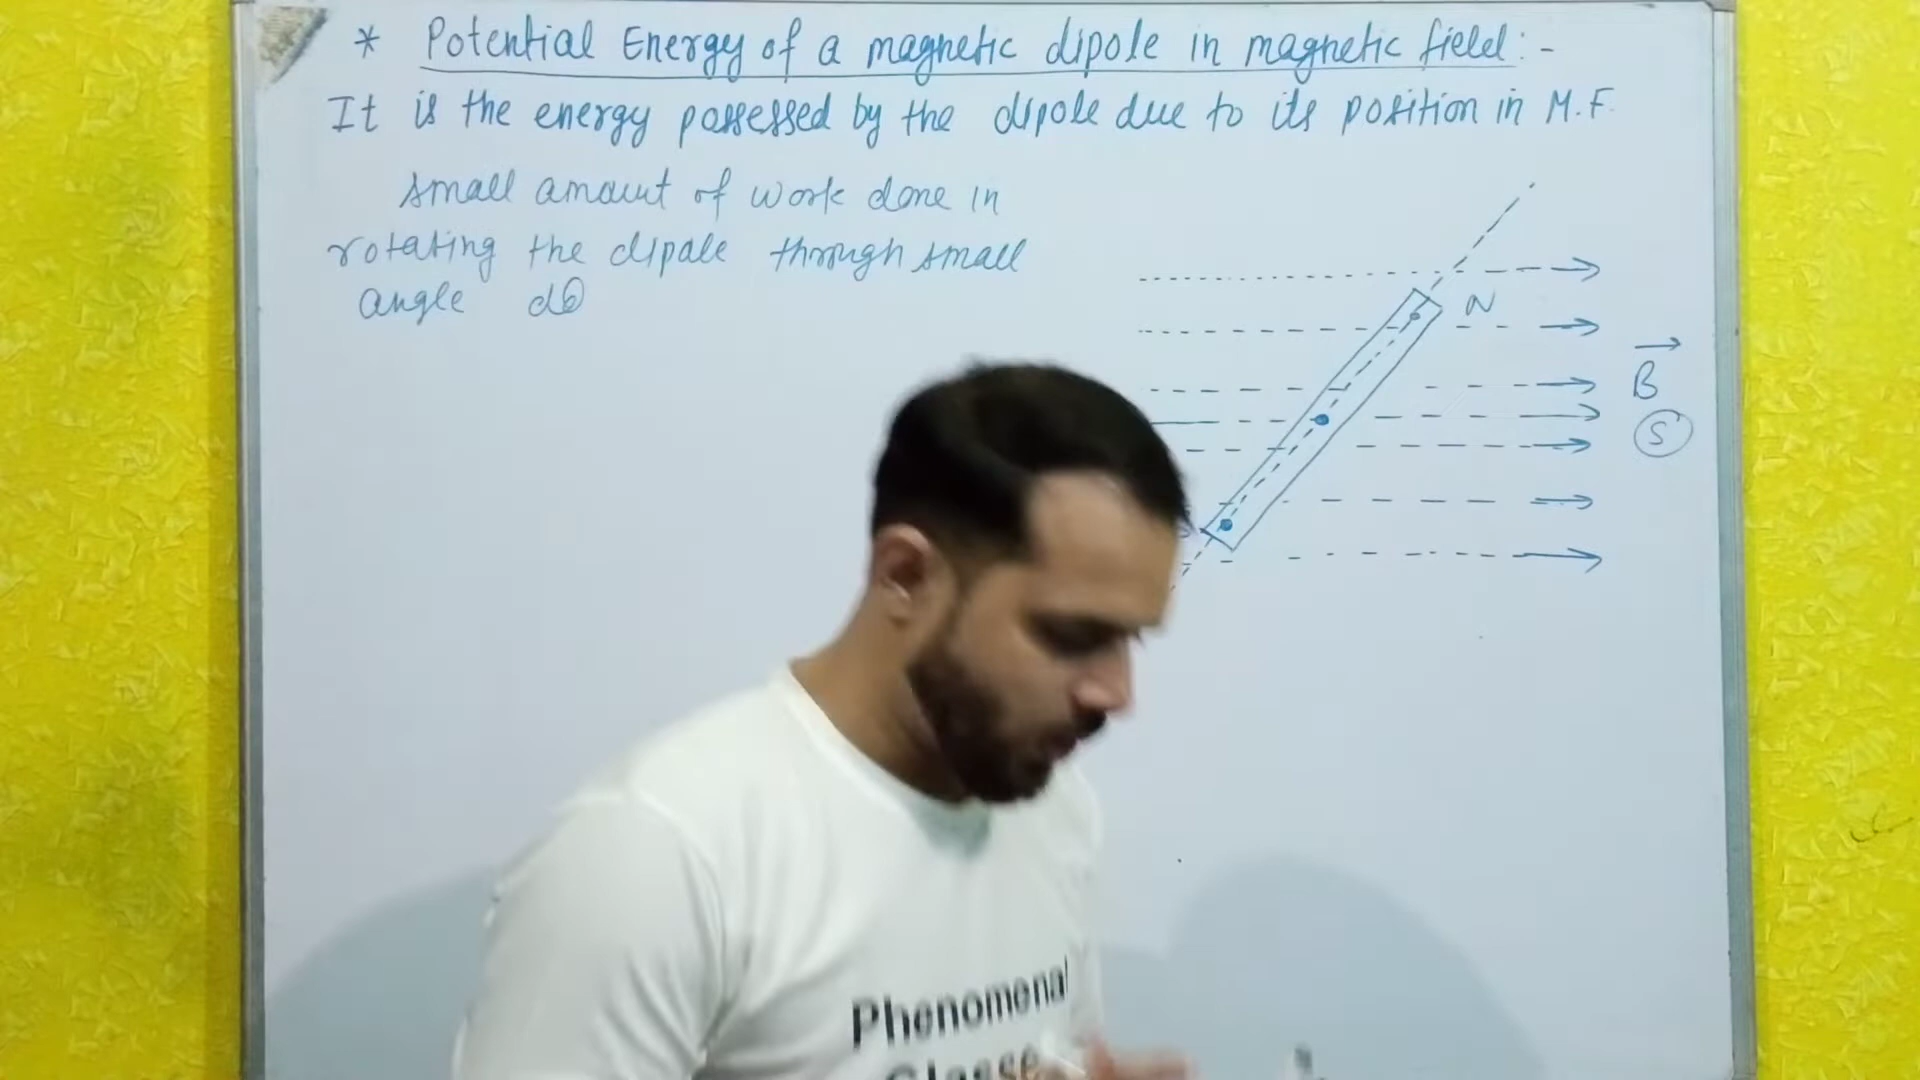 * Potential Energy of a magnetic dipole in magnetic field :-
It is the energy possessed by the dipole due to its position in M.F.
small amount of work done in
rotating the dipole through small
angle dθ
N
B
S
Phenomenal
Classe